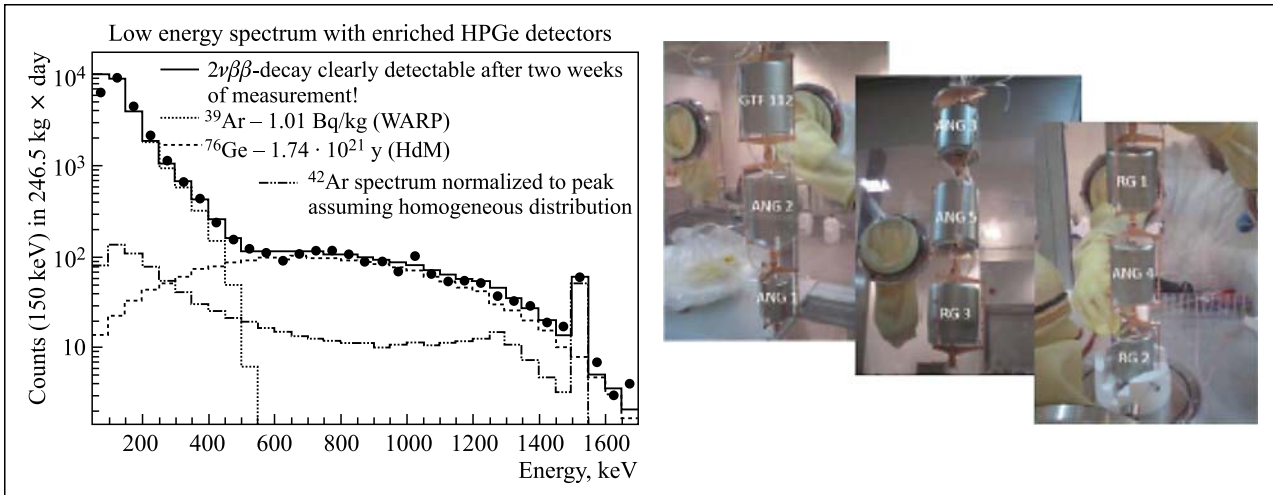 Low energy spectrum with enriched HPGe detectors
2νββ-decay clearly detectable after two weeks
of measurement!
³⁹Ar – 1.01 Bq/kg (WARP)
⁷⁶Ge – 1.74 · 10²¹ y (HdM)
⁴²Ar spectrum normalized to peak
assuming homogeneous distribution
Counts (150 keV) in 246.5 kg × day
10⁴
10³
10²
10
200 400 600 800 1000 1200 1400 1600
Energy, keV
GTF 112
ANG 2
ANG 1
ANG 3
ANG 5
RG 3
RG 1
ANG 4
RG 2